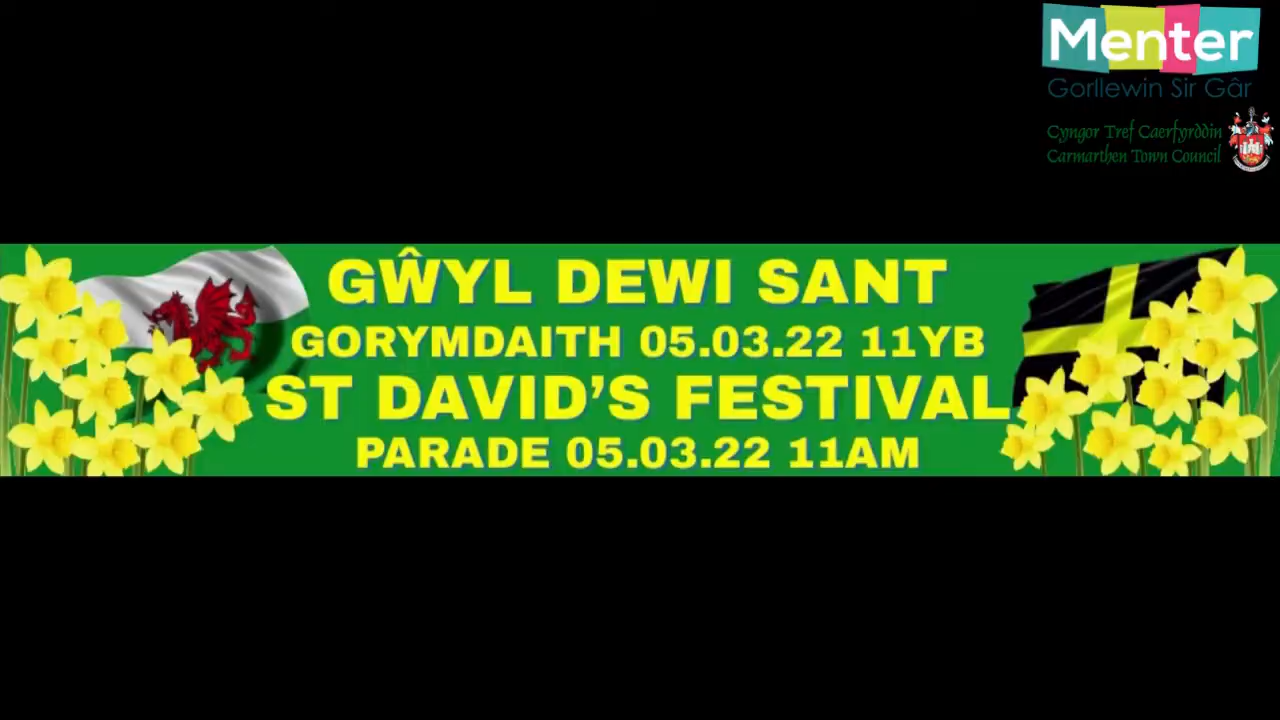 Menter
Gorllewin Sir Gâr
Cyngor Tref Caerfyrddin
Carmarthen Town Council
GŴYL DEWI SANT
GORYMDAITH 05.03.22 11YB
ST DAVID'S FESTIVAL
PARADE 05.03.22 11AM